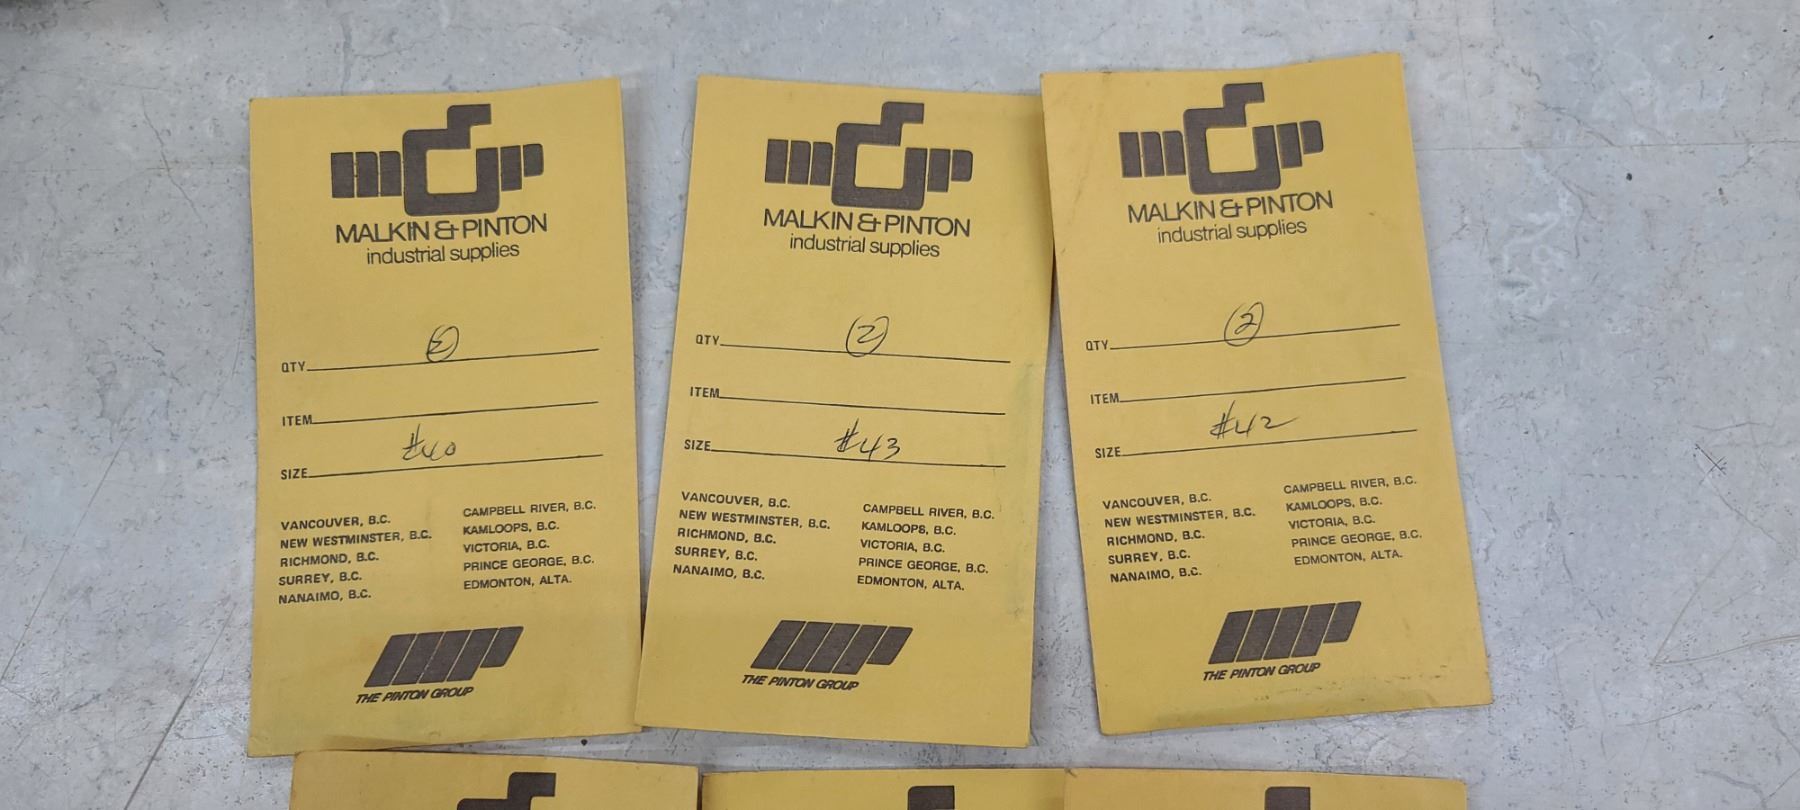 m&p
MALKIN & PINTON
industrial supplies
QTY 2
ITEM
SIZE #40
VANCOUVER, B.C.
NEW WESTMINSTER, B.C.
RICHMOND, B.C.
SURREY, B.C.
NANAIMO, B.C.
CAMPBELL RIVER, B.C.
KAMLOOPS, B.C.
VICTORIA, B.C.
PRINCE GEORGE, B.C.
EDMONTON, ALTA.
THE PINTON GROUP
m&p
MALKIN & PINTON
industrial supplies
QTY 2
ITEM
SIZE #43
VANCOUVER, B.C.
NEW WESTMINSTER, B.C.
RICHMOND, B.C.
SURREY, B.C.
NANAIMO, B.C.
CAMPBELL RIVER, B.C.
KAMLOOPS, B.C.
VICTORIA, B.C.
PRINCE GEORGE, B.C.
EDMONTON, ALTA.
THE PINTON GROUP
m&p
MALKIN & PINTON
industrial supplies
QTY 2
ITEM
SIZE #42
VANCOUVER, B.C.
NEW WESTMINSTER, B.C.
RICHMOND, B.C.
SURREY, B.C.
NANAIMO, B.C.
CAMPBELL RIVER, B.C.
KAMLOOPS, B.C.
VICTORIA, B.C.
PRINCE GEORGE, B.C.
EDMONTON, ALTA.
THE PINTON GROUP